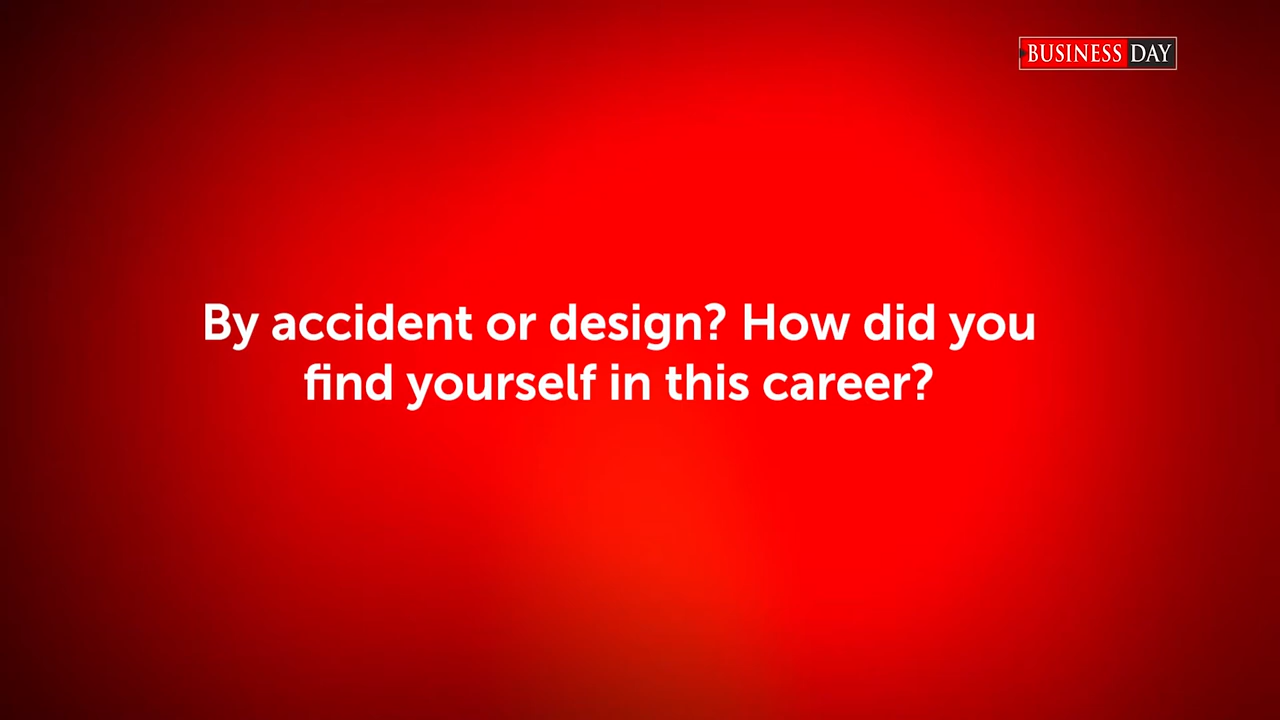 BUSINESS DAY
By accident or design? How did you
find yourself in this career?